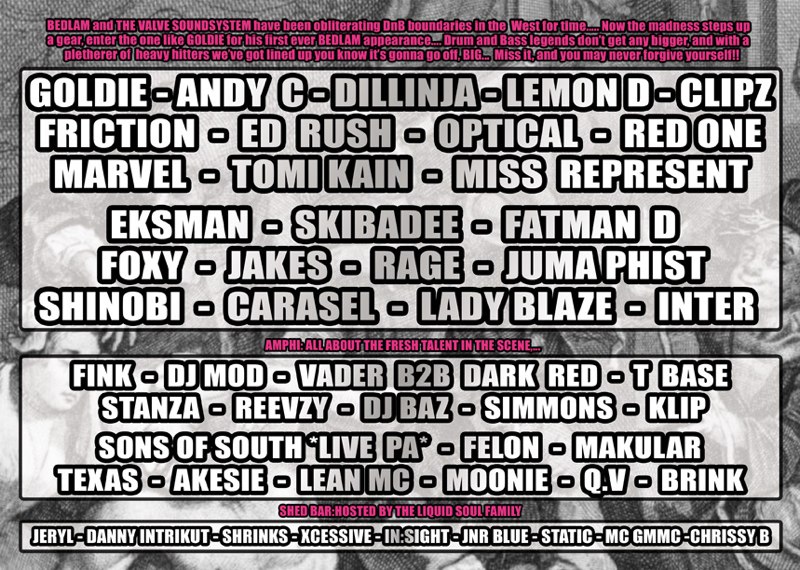 BEDLAM and THE VALVE SOUNDSYSTEM have been obliterating DnB boundaries in the West for time..... Now the madness steps up
a gear, enter the one like GOLDIE for his first ever BEDLAM appearance.... Drum and Bass legends don't get any bigger, and with a
pletherer of heavy hitters we've got lined up you know it's gonna go off, BIG... Miss it, and you may never forgive yourself!!
GOLDIE - ANDY C - DILLINJA - LEMON D - CLIPZ
FRICTION - ED RUSH - OPTICAL - RED ONE
MARVEL - TOMI KAIN - MISS REPRESENT
EKSMAN - SKIBADEE - FATMAN D
FOXY - JAKES - RAGE - JUMA PHIST
SHINOBI - CARASEL - LADY BLAZE - INTER
AMPHI: ALL ABOUT THE FRESH TALENT IN THE SCENE,...
FINK - DJ MOD - VADER B2B DARK RED - T BASE
STANZA - REEVZY - DJ BAZ - SIMMONS - KLIP
SONS OF SOUTH *LIVE PA* - FELON - MAKULAR
TEXAS - AKESIE - LEAN MC - MOONIE - Q.V - BRINK
SHED BAR:HOSTED BY THE LIQUID SOUL FAMILY
JERYL - DANNY INTRIKUT - SHRINKS - XCESSIVE - IN:SIGHT - JNR BLUE - STATIC - MC GMMC -CHRISSY B